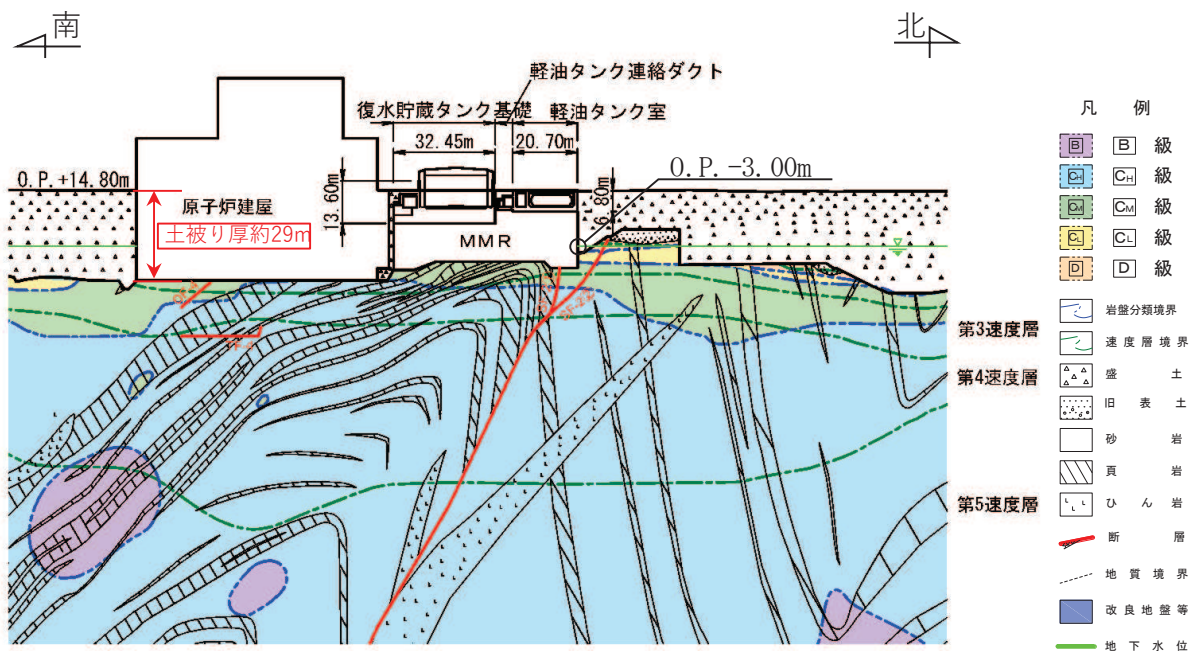 南
北
軽油タンク連絡ダクト
復水貯蔵タンク基礎
軽油タンク室
32.45m
20.70m
O.P.-3.00m
O.P.+14.80m
13.60m
16.80m
原子炉建屋
土被り厚約29m
MMR
第3速度層
第4速度層
第5速度層
凡 例
B B 級
CH CH 級
CM CM 級
CL CL 級
D D 級
岩盤分類境界
速度層境界
盛 土
旧 表 土
砂 岩
頁 岩
ひ ん 岩
断 層
地 質 境 界
改 良 地 盤 等
地 下 水 位